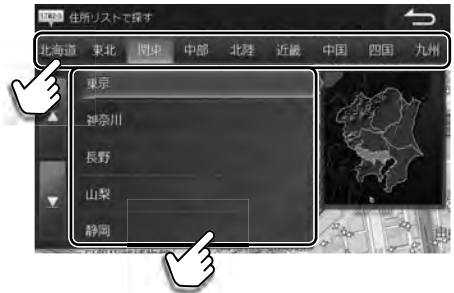 住所リストで探す
北海道 東北 関東 中部 北陸 近畿 中国 四国 九州
東京
神奈川
長野
山梨
静岡